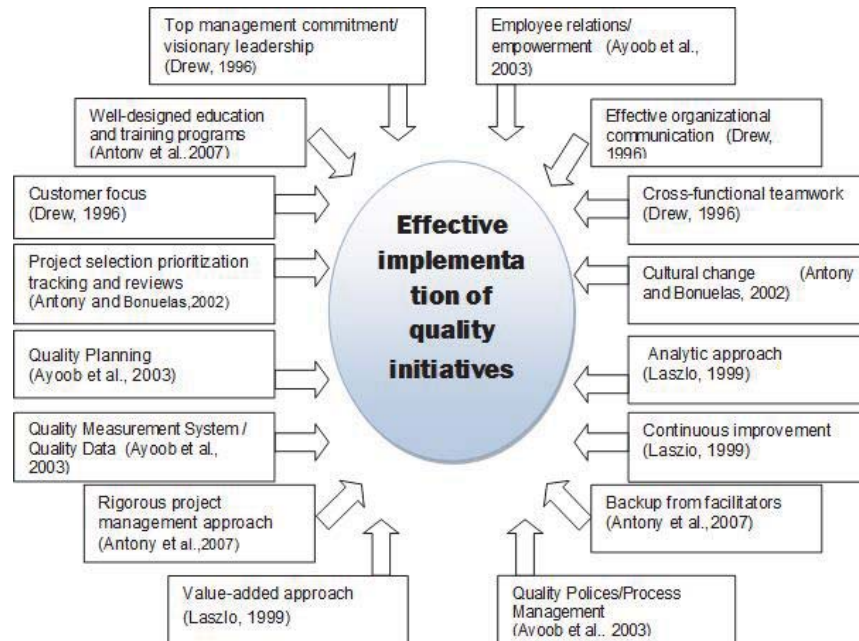 Top management commitment/
visionary leadership
(Drew, 1996)
Employee relations/
empowerment (Ayoob et al.,
2003)
Well-designed education
and training programs
(Antony et al.. 2007)
Effective organizational
communication (Drew,
1996)
Customer focus
(Drew, 1996)
Cross-functional teamwork
(Drew, 1996)
Project selection prioritization
tracking and reviews
(Antony and Bonuelas,2002)
Cultural change (Antony
and Bonuelas, 2002)
Effective
implementa
tion of
quality
initiatives
Quality Planning
(Ayoob et al., 2003)
Analytic approach
(Laszlo, 1999)
Quality Measurement System /
Quality Data (Ayoob et al.,
2003)
Continuous improvement
(Laszio, 1999)
Rigorous project
management approach
(Antony et al.,2007)
Backup from facilitators
(Antony et al.,2007)
Value-added approach
(Laszlo, 1999)
Quality Polices/Process
Management
(Ayoob et al.. 2003)